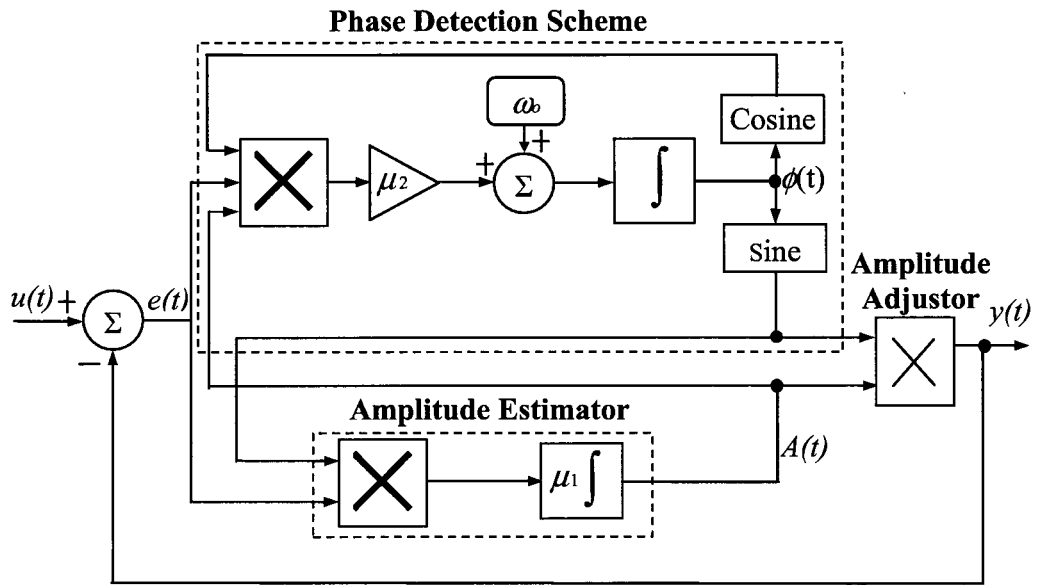 Phase Detection Scheme
ω₀
Cosine
+
+
μ₂
Σ
∫
ϕ(t)
Sine
Amplitude
Adjustor
u(t)
+
Σ
e(t)
y(t)
−
Amplitude Estimator
A(t)
μ₁∫